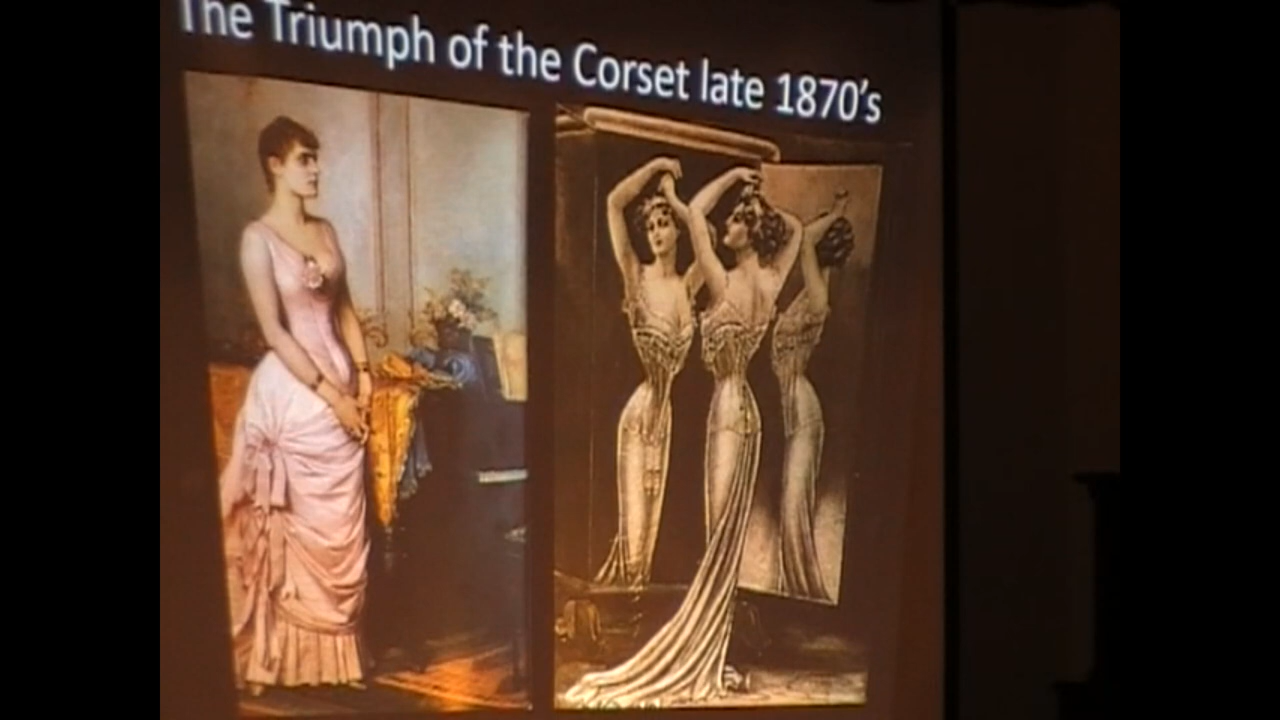 The Triumph of the Corset late 1870's